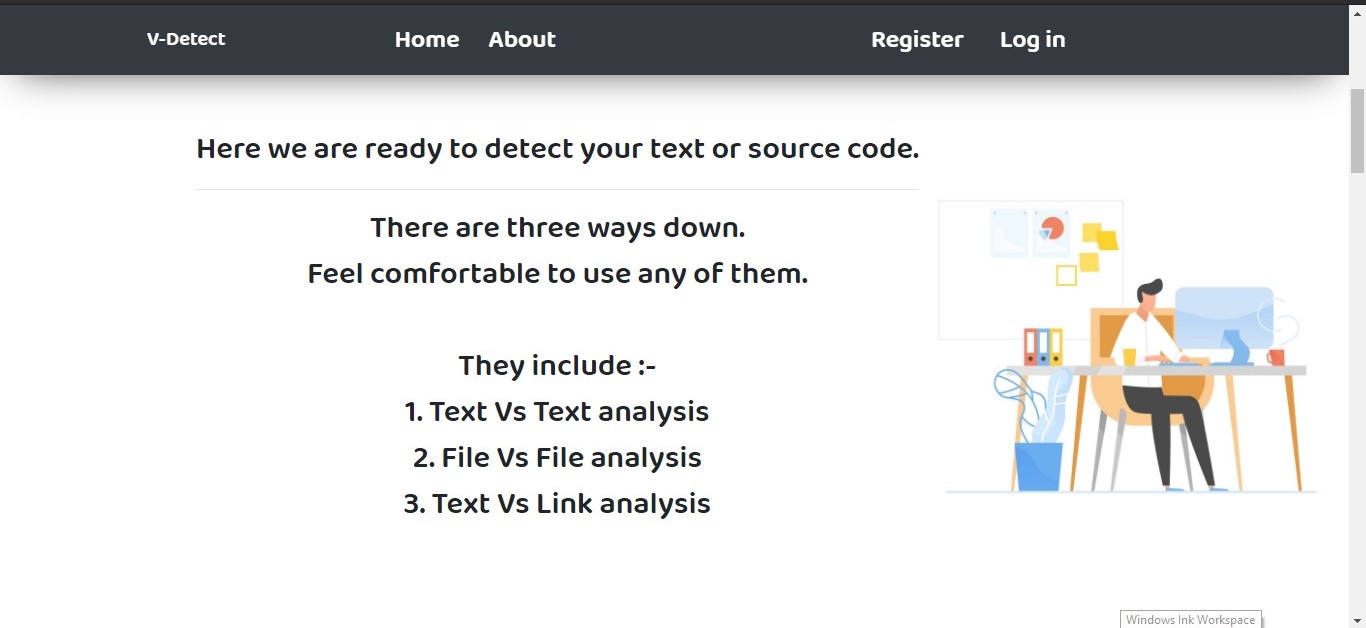 V-Detect
Home
About
Register
Log in
Here we are ready to detect your text or source code.
There are three ways down.
Feel comfortable to use any of them.
They include :-
1. Text Vs Text analysis
2. File Vs File analysis
3. Text Vs Link analysis
Windows Ink Workspace